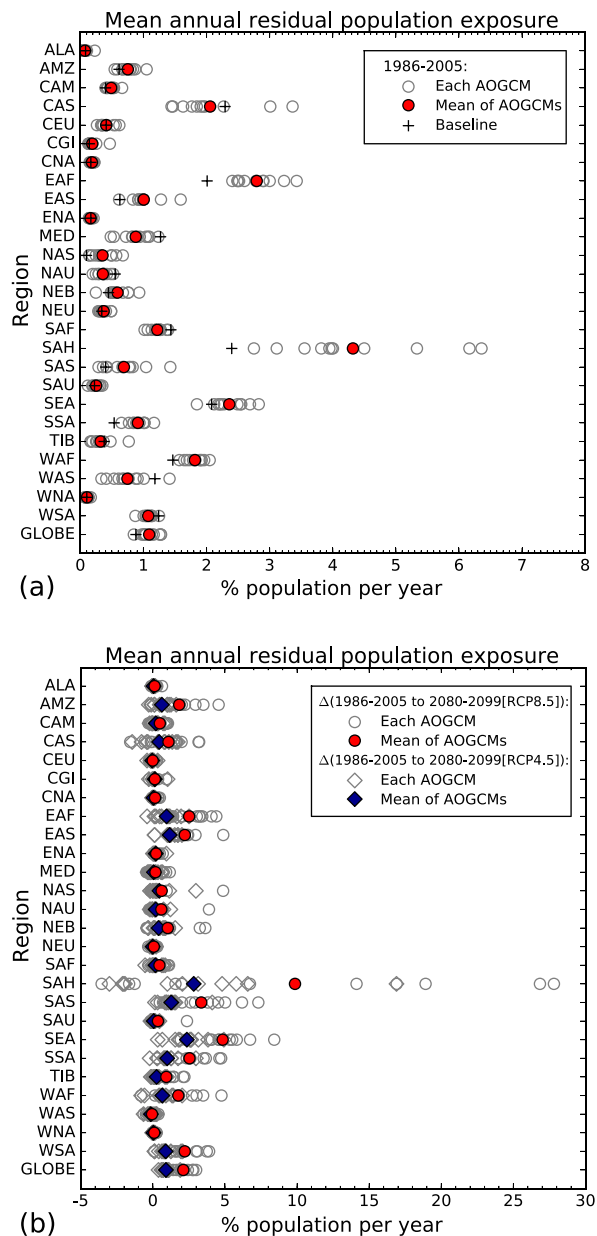 Mean annual residual population exposure
1986-2005:
Each AOGCM
Mean of AOGCMs
Baseline
Region
ALA
AMZ
CAM
CAS
CEU
CGI
CNA
EAF
EAS
ENA
MED
NAS
NAU
NEB
NEU
SAF
SAH
SAS
SAU
SEA
SSA
TIB
WAF
WAS
WNA
WSA
GLOBE
0 1 2 3 4 5 6 7 8
% population per year
(a)
Mean annual residual population exposure
Δ(1986-2005 to 2080-2099[RCP8.5]):
Each AOGCM
Mean of AOGCMs
Δ(1986-2005 to 2080-2099[RCP4.5]):
Each AOGCM
Mean of AOGCMs
Region
ALA
AMZ
CAM
CAS
CEU
CGI
CNA
EAF
EAS
ENA
MED
NAS
NAU
NEB
NEU
SAF
SAH
SAS
SAU
SEA
SSA
TIB
WAF
WAS
WNA
WSA
GLOBE
-5 0 5 10 15 20 25 30
% population per year
(b)